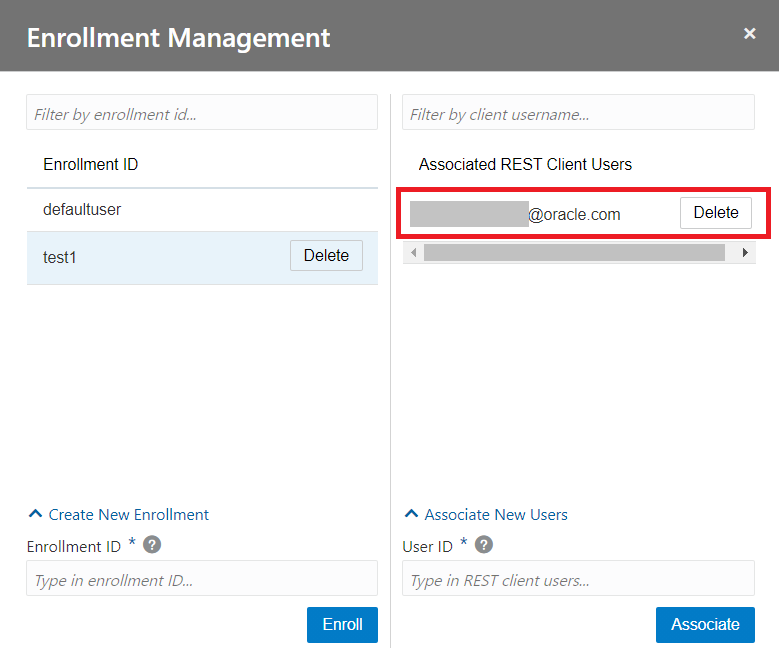 Enrollment Management
×
Filter by enrollment id...
Enrollment ID
defaultuser
test1
Delete
Create New Enrollment
Enrollment ID * ?
Type in enrollment ID...
Enroll
Filter by client username...
Associated REST Client Users
@oracle.com
Delete
Associate New Users
User ID * ?
Type in REST client users...
Associate